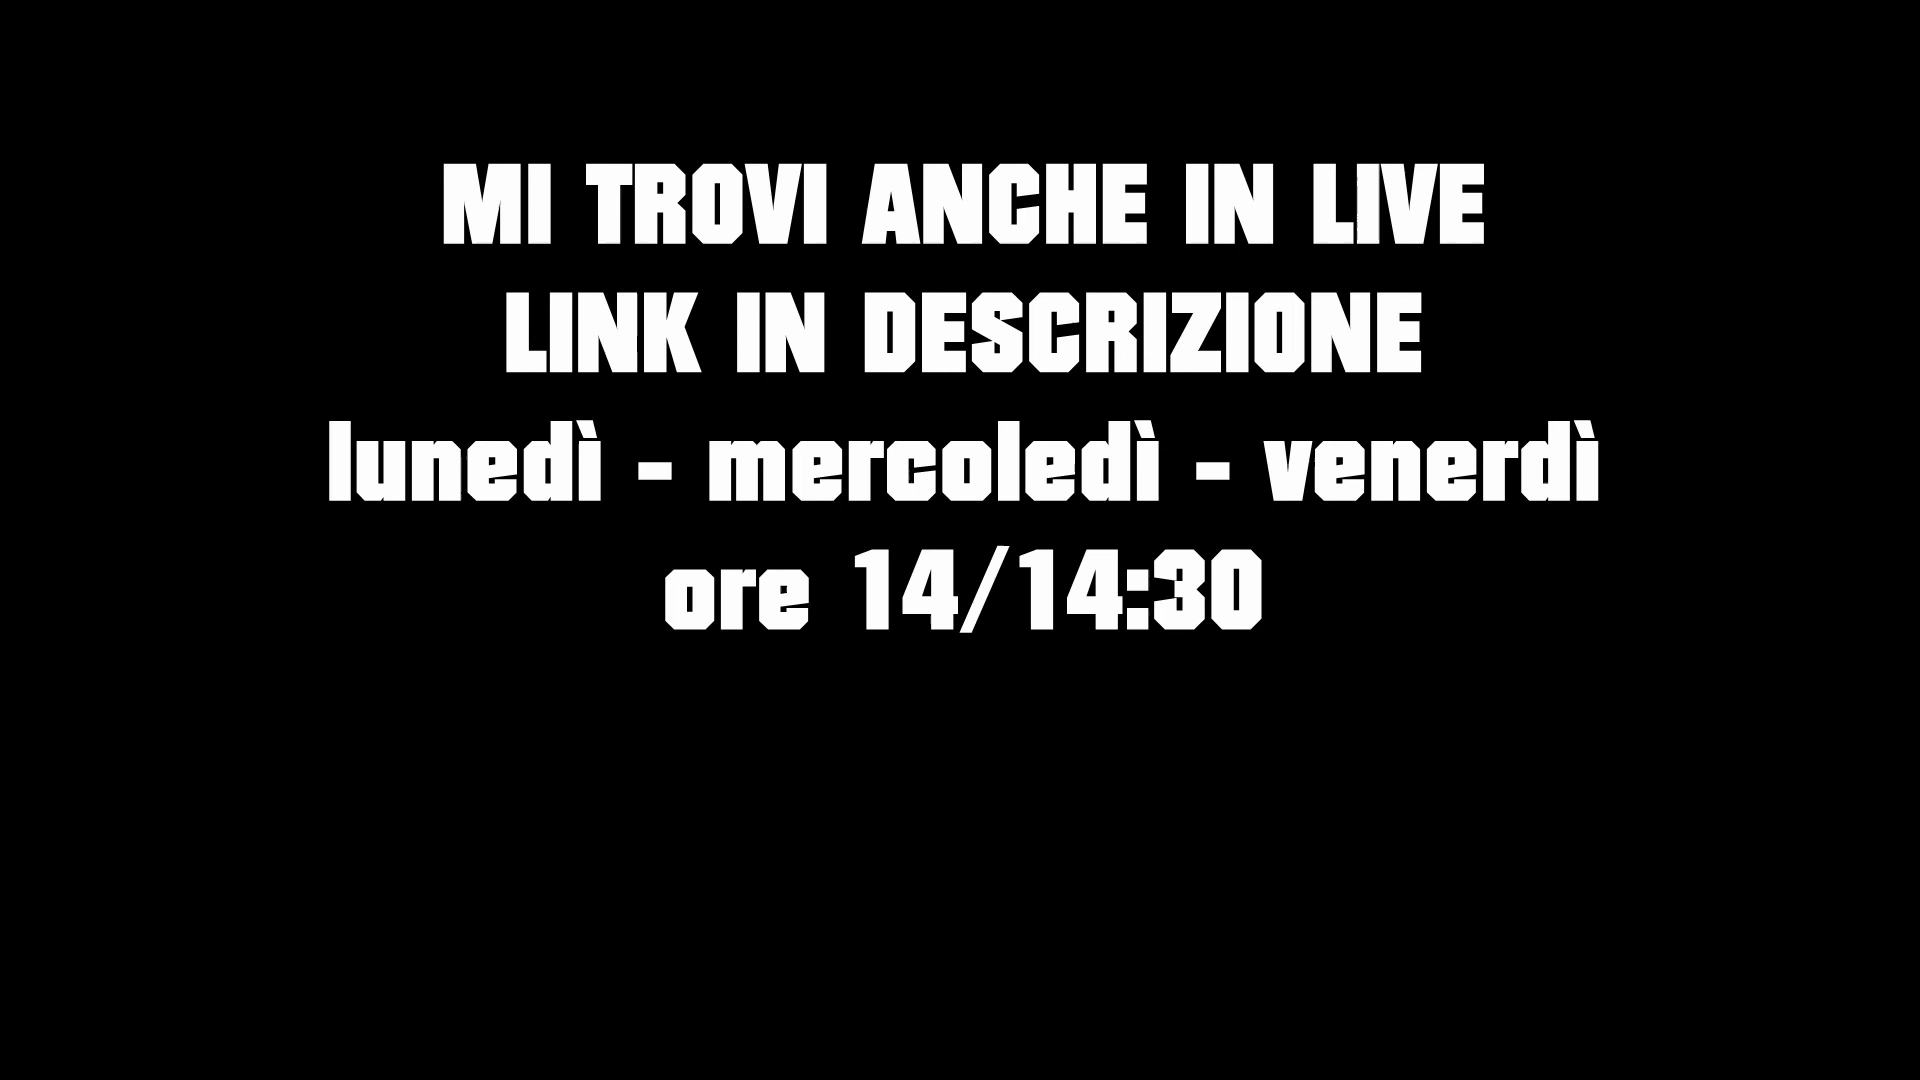 MI TROVI ANCHE IN LIVE
LINK IN DESCRIZIONE
lunedì - mercoledì - venerdì
ore 14/14:30